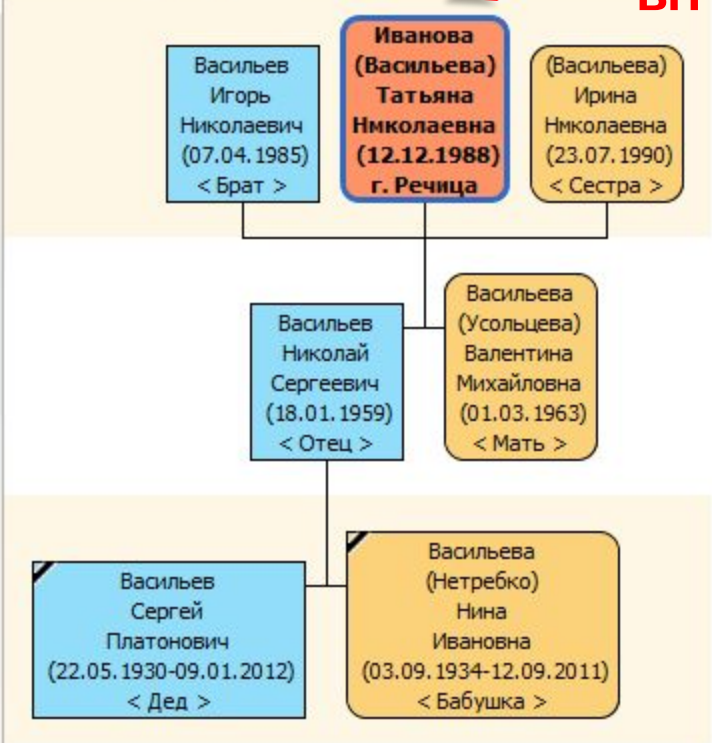 Васильев
Игорь
Николаевич
(07.04.1985)
< Брат >
Иванова
(Васильева)
Татьяна
Нмколаевна
(12.12.1988)
г. Речица
(Васильева)
Ирина
Нмколаевна
(23.07.1990)
< Сестра >
Васильев
Николай
Сергеевич
(18.01.1959)
< Отец >
Васильева
(Усольцева)
Валентина
Михайловна
(01.03.1963)
< Мать >
Васильев
Сергей
Платонович
(22.05.1930-09.01.2012)
< Дед >
Васильева
(Нетребко)
Нина
Ивановна
(03.09.1934-12.09.2011)
< Бабушка >